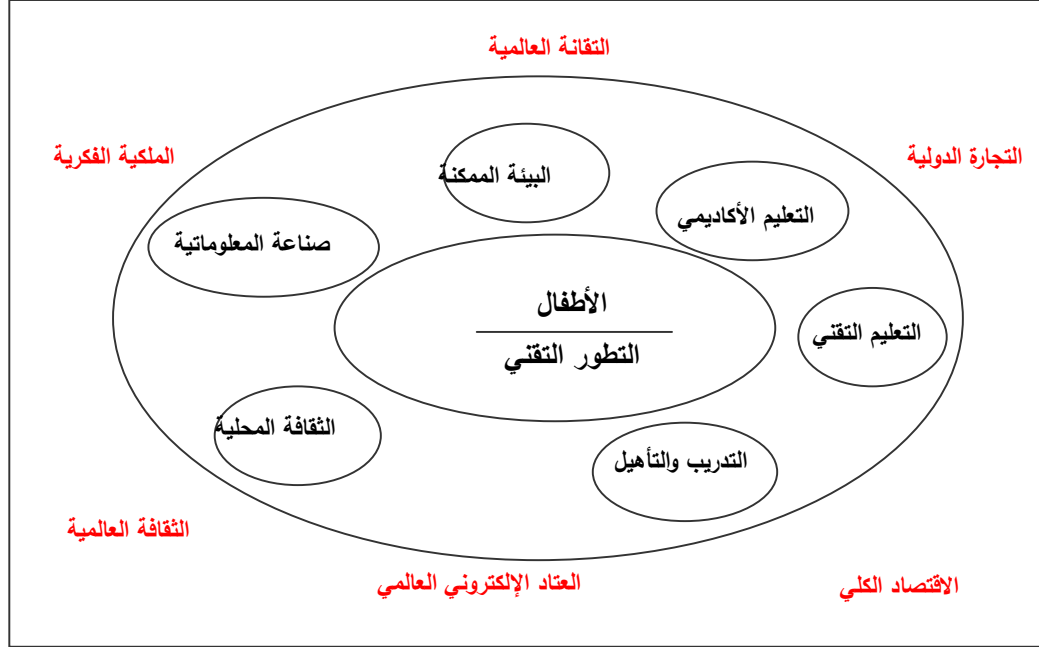 التقانة العالمية
التجارة الدولية
الملكية الفكرية
البيئة الممكنة
التعليم الأكاديمي
صناعة المعلوماتية
الأطفال
التطور التقني
التعليم التقني
الثقافة المحلية
التدريب والتأهيل
الثقافة العالمية
الاقتصاد الكلي
العتاد الإلكتروني العالمي